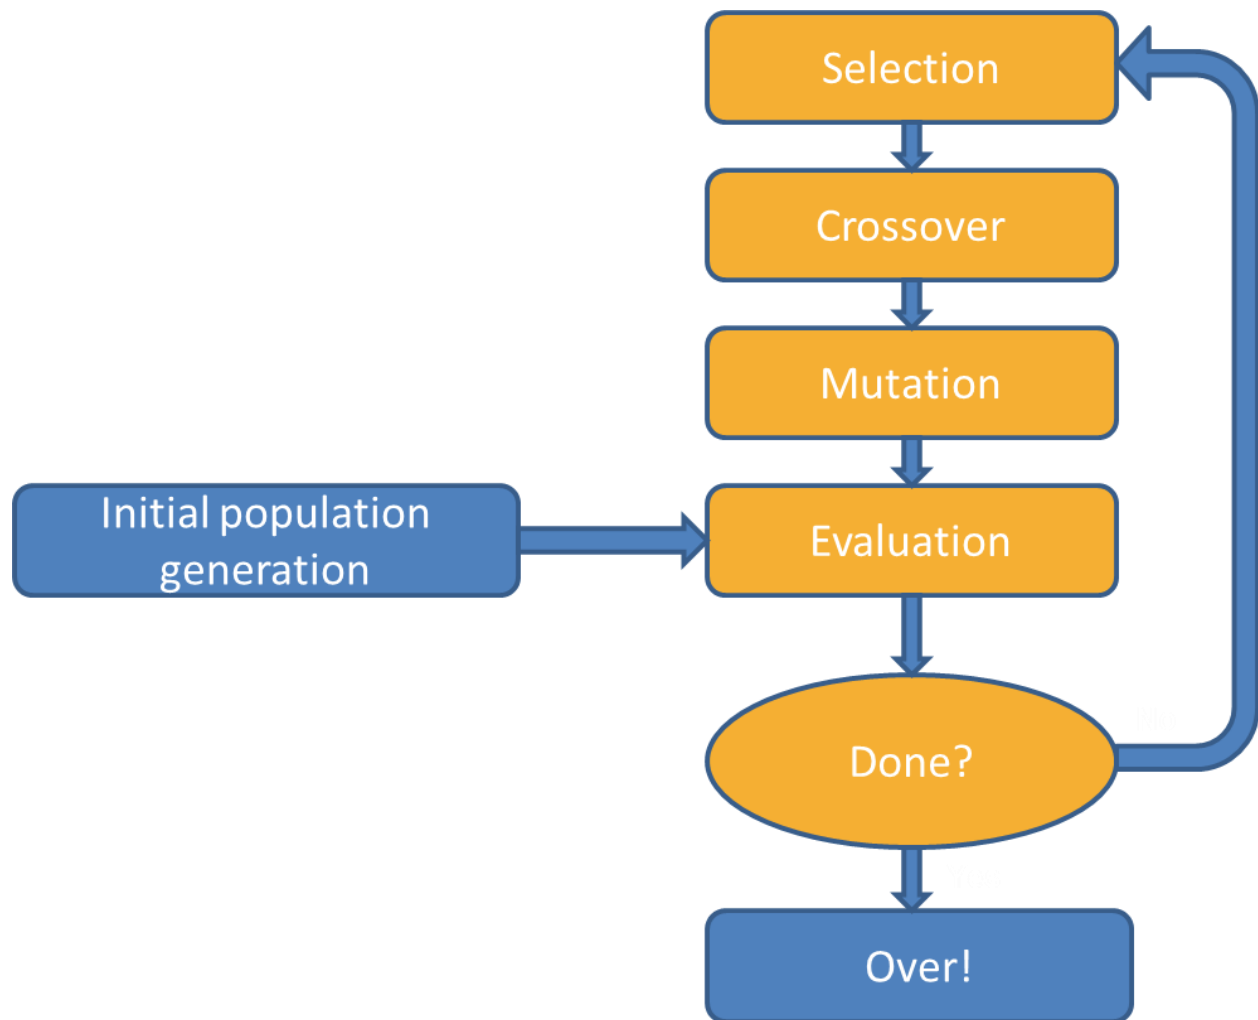 Selection
Crossover
Mutation
Initial population
generation
Evaluation
Done?
Over!